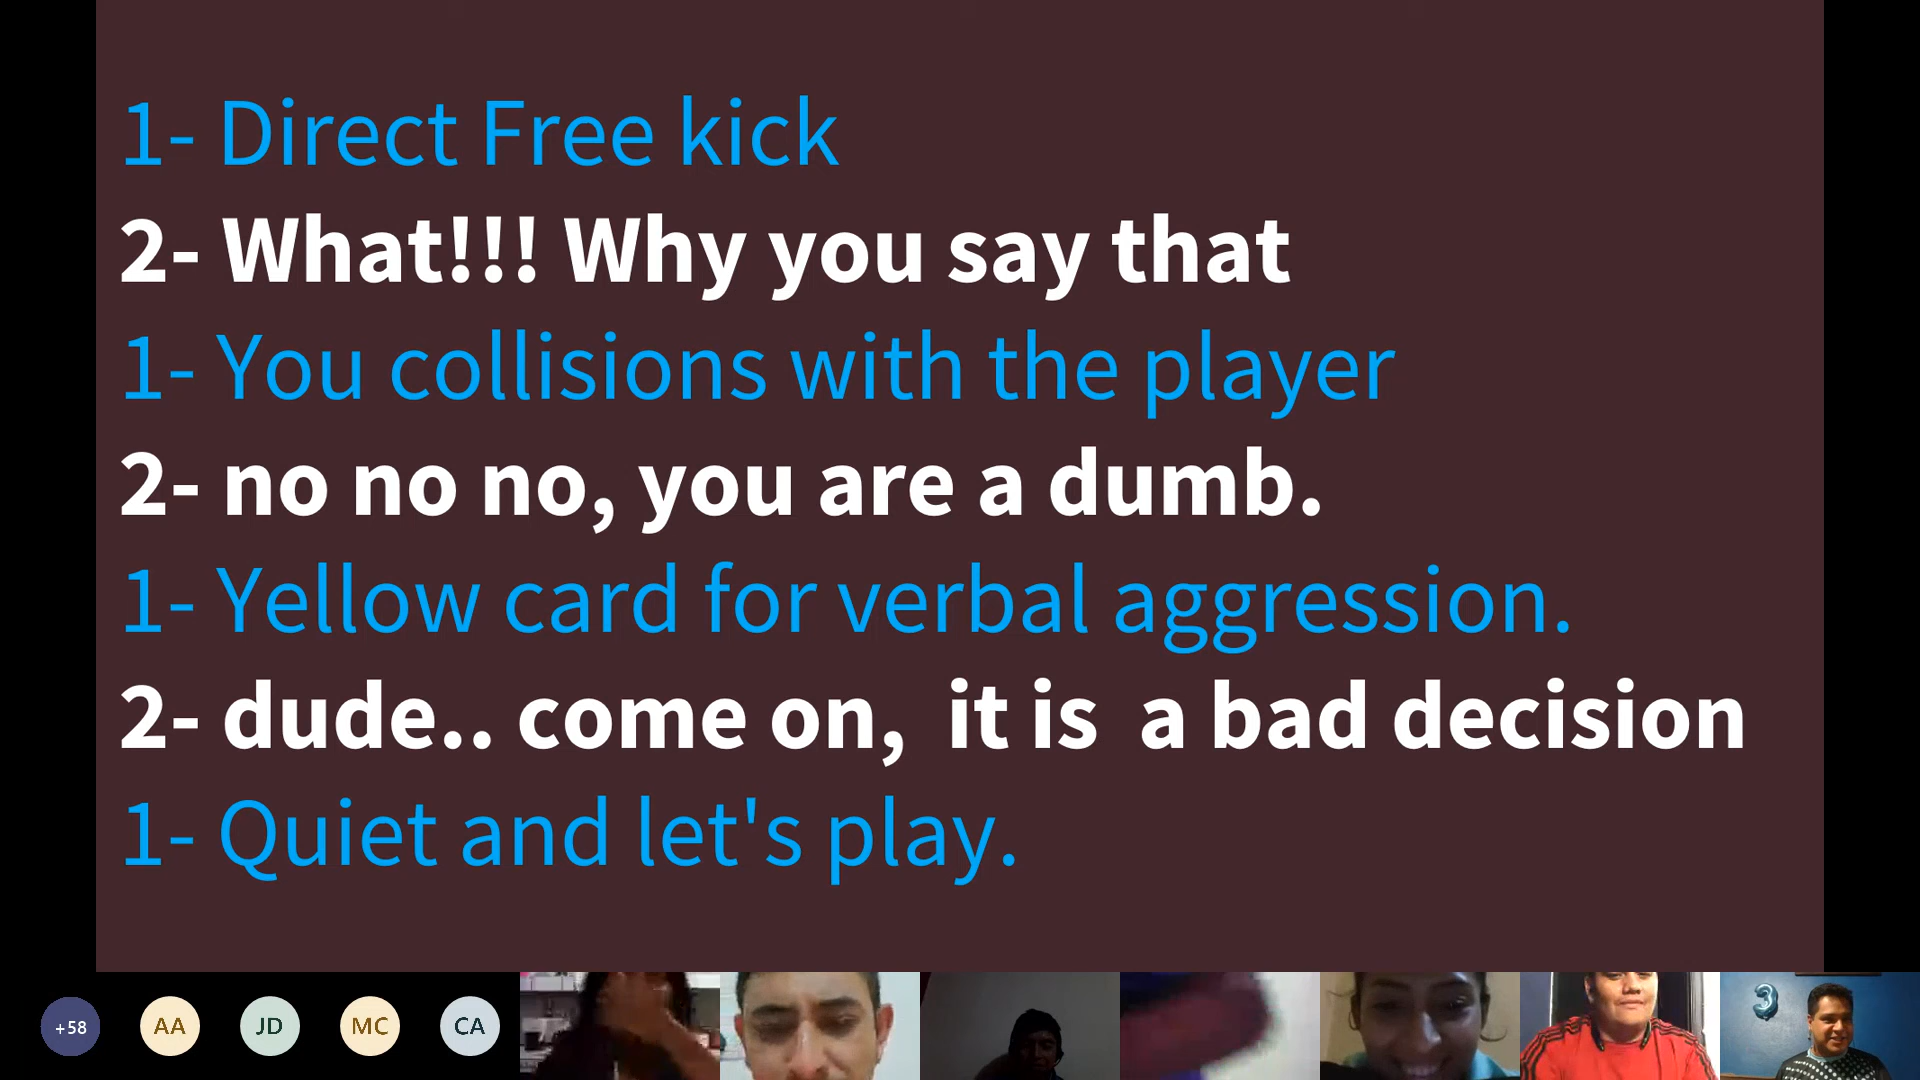 1- Direct Free kick
2- What!!! Why you say that
1- You collisions with the player
2- no no no, you are a dumb.
1- Yellow card for verbal aggression.
2- dude.. come on,  it is  a bad decision
1- Quiet and let's play.
+58 AA JD MC CA
3